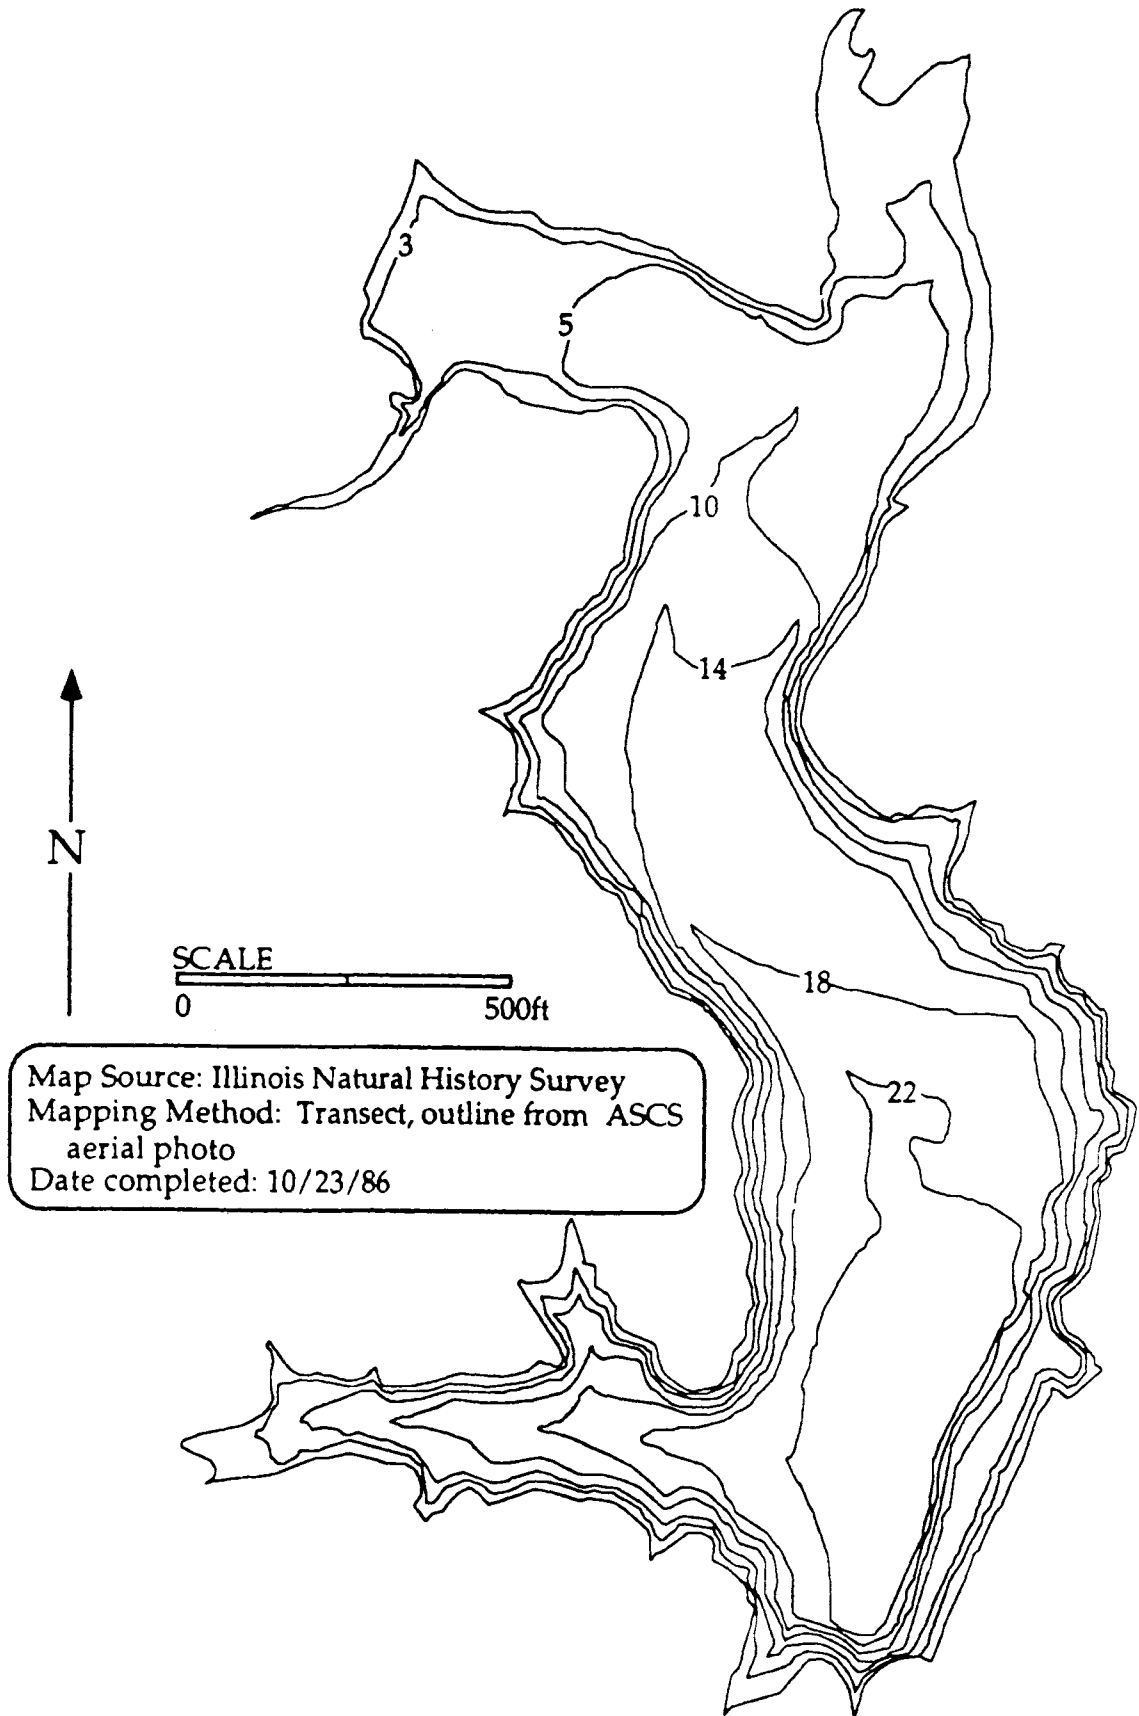 3
5
10
14
N
SCALE
0 500ft
18
Map Source: Illinois Natural History Survey
Mapping Method: Transect, outline from ASCS
aerial photo
Date completed: 10/23/86
22